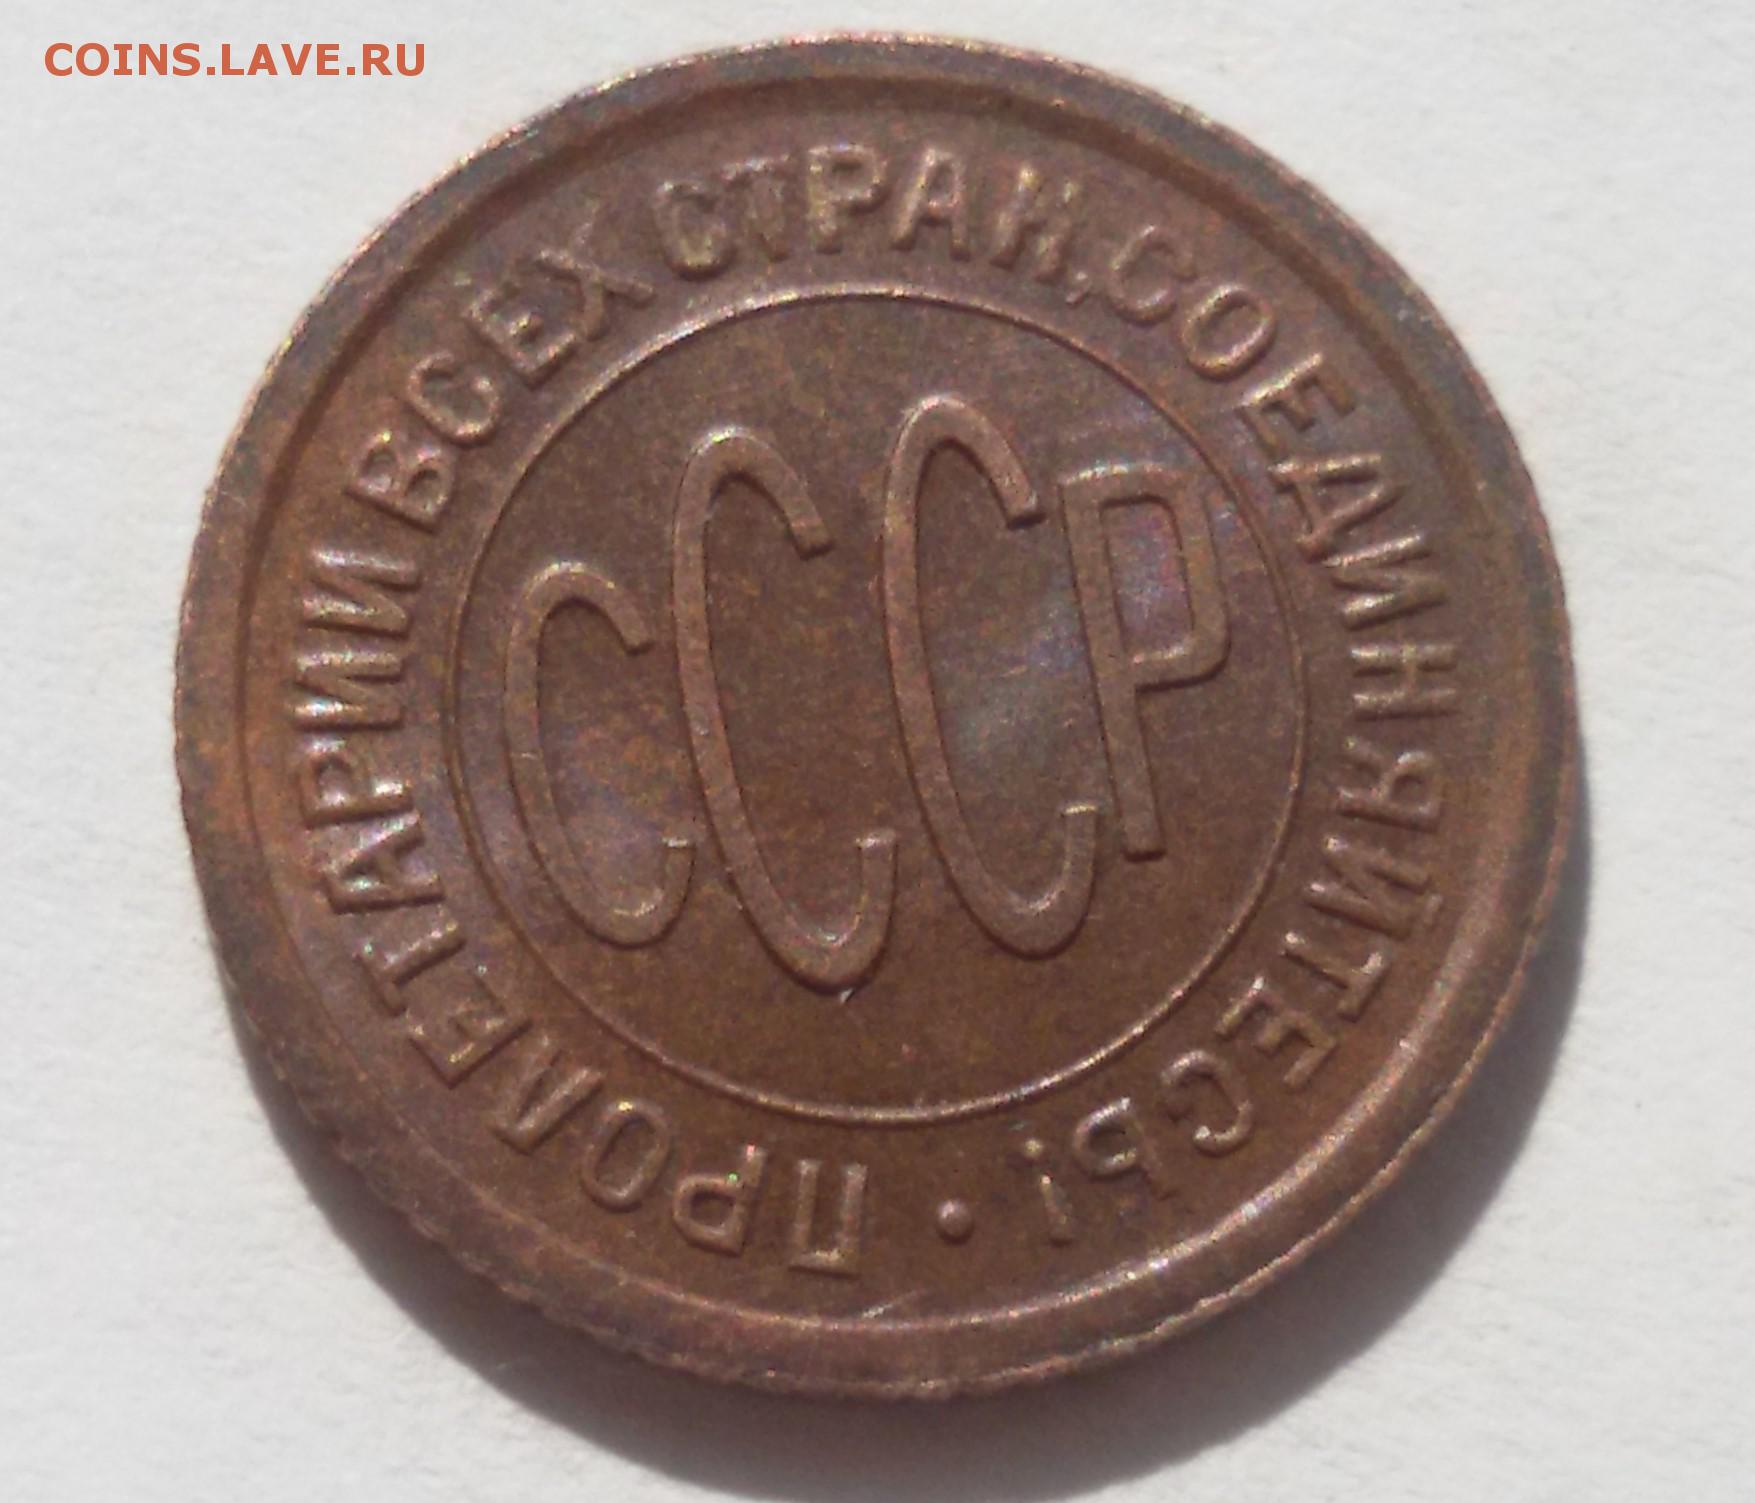 COINS.LAVE.RU
ПРОЛЕТАРИИ ВСЕХ СТРАН, СОЕДИНЯЙТЕСЬ! •
СССР